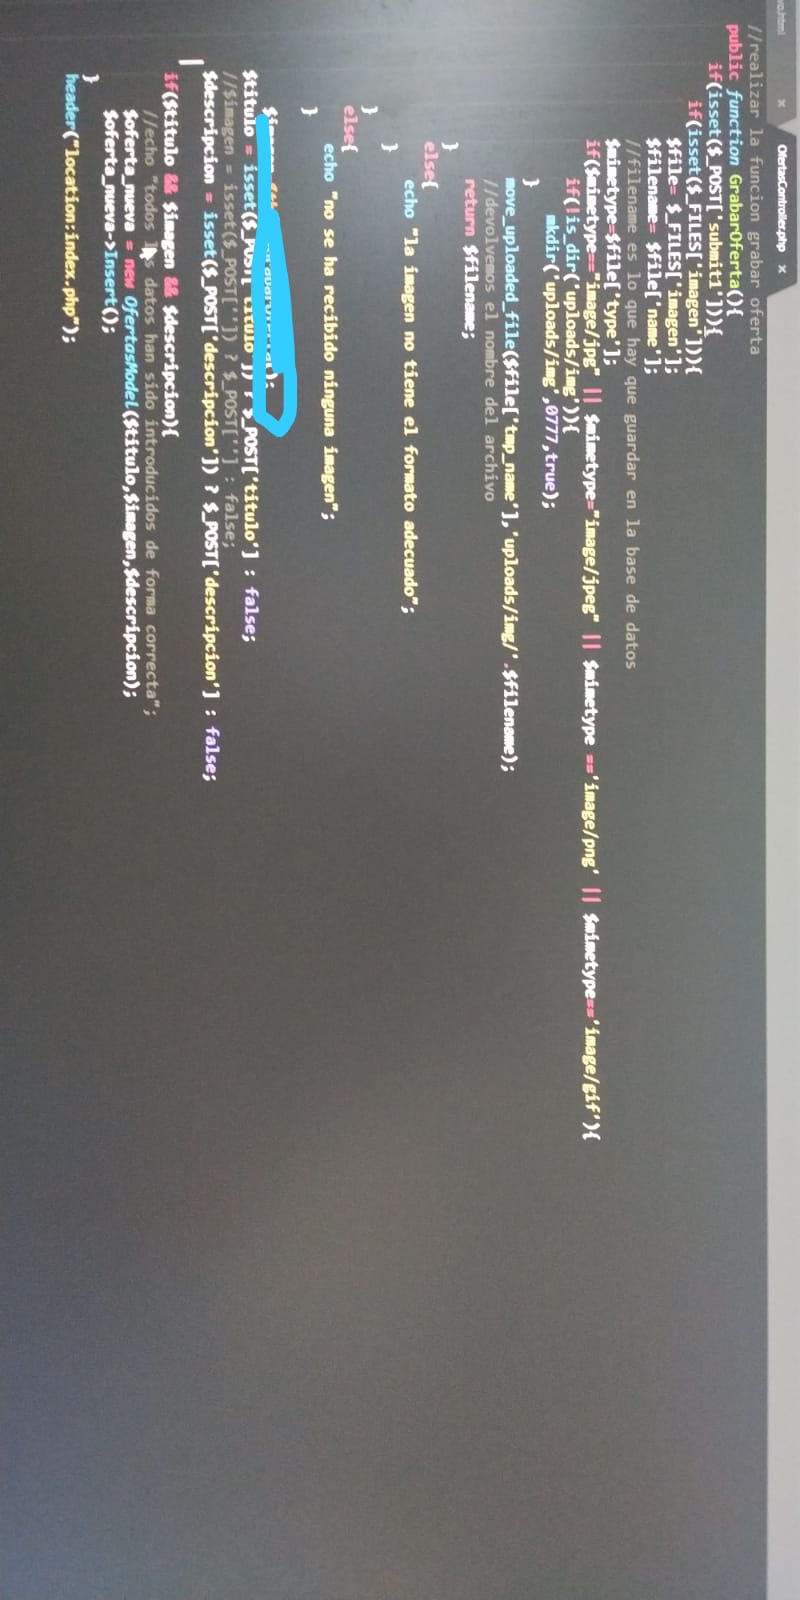 vo.html × OfertasController.php ×
//realizar la funcion grabar oferta
public function GrabarOferta(){
if(isset($_POST['submit1'])){
if(isset($_FILES['imagen'])){
$file= $_FILES['imagen'];
$filename= $file['name'];
//filename es lo que hay que guardar en la base de datos
$mimetype=$file['type'];
if($mimetype=="image/jpg" || $mimetype="image/jpeg" || $mimetype =='image/png' || $mimetype=='image/gif'){
if(!is_dir('uploads/img')){
mkdir('uploads/img',0777,true);
}
move_uploaded_file($file['tmp_name'],'uploads/img/'.$filename);
//devolvemos el nombre del archivo
return $filename;
}
else{
echo "la imagen no tiene el formato adecuado";
}
}
else{
echo "no se ha recibido ninguna imagen";
}
();
$titulo = isset($_POST['titulo']) ? $_POST['titulo'] : false;
//$imagen = isset($_POST['']) ? $_POST[''] : false;
$descripcion = isset($_POST['descripcion']) ? $_POST['descripcion'] : false;
if($titulo && $imagen && $descripcion){
//echo "todos los datos han sido introducidos de forma correcta";
$oferta_nueva = new OfertasModel($titulo,$imagen,$descripcion);
$oferta_nueva->Insert();
}
header("location:index.php");